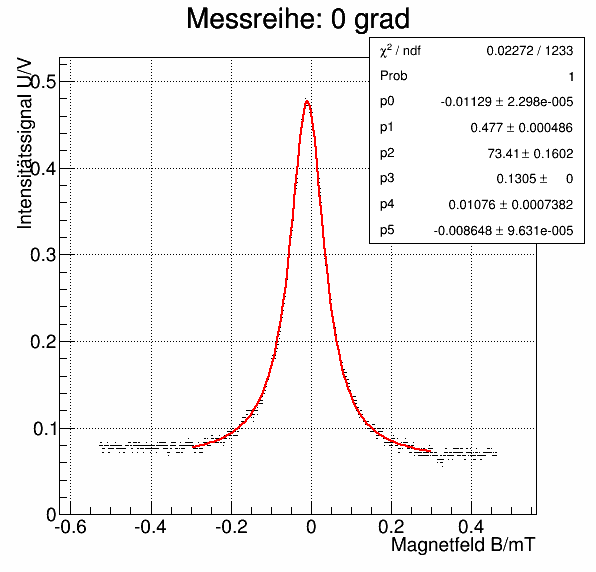 Messreihe: 0 grad
χ² / ndf 0.02272 / 1233
Prob 1
p0 -0.01129 ± 2.298e-005
p1 0.477 ± 0.000486
p2 73.41 ± 0.1602
p3 0.1305 ± 0
p4 0.01076 ± 0.0007382
p5 -0.008648 ± 9.631e-005
Intensitätssignal U/V
0.5
0.4
0.3
0.2
0.1
0
-0.6 -0.4 -0.2 0 0.2 0.4
Magnetfeld B/mT